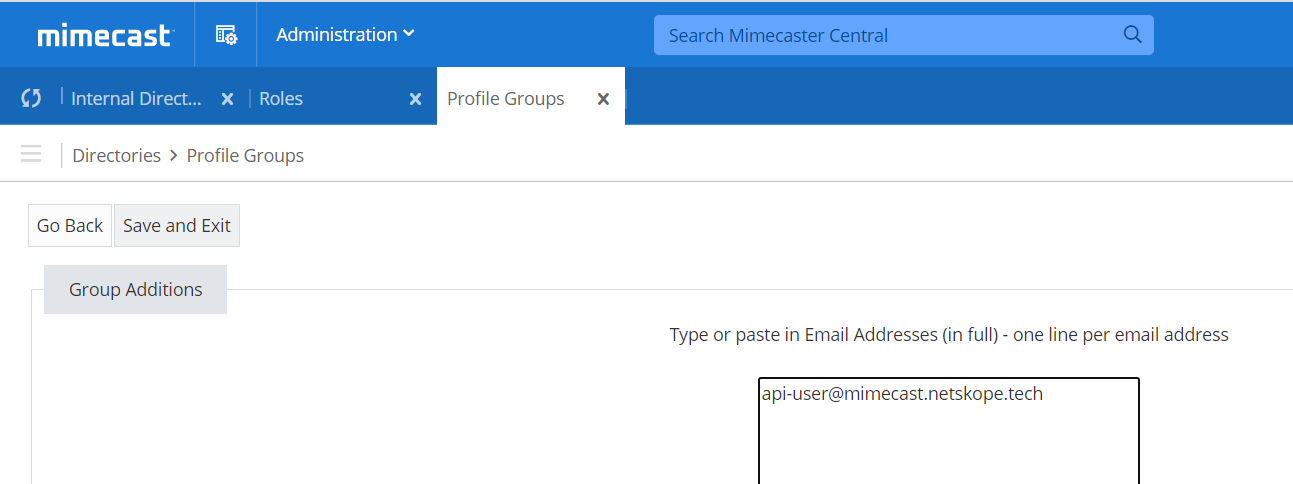 mimecast Administration Search Mimecaster Central
Internal Direct... Roles Profile Groups
Directories > Profile Groups
Go Back Save and Exit
Group Additions
Type or paste in Email Addresses (in full) - one line per email address
api-user@mimecast.netskope.tech